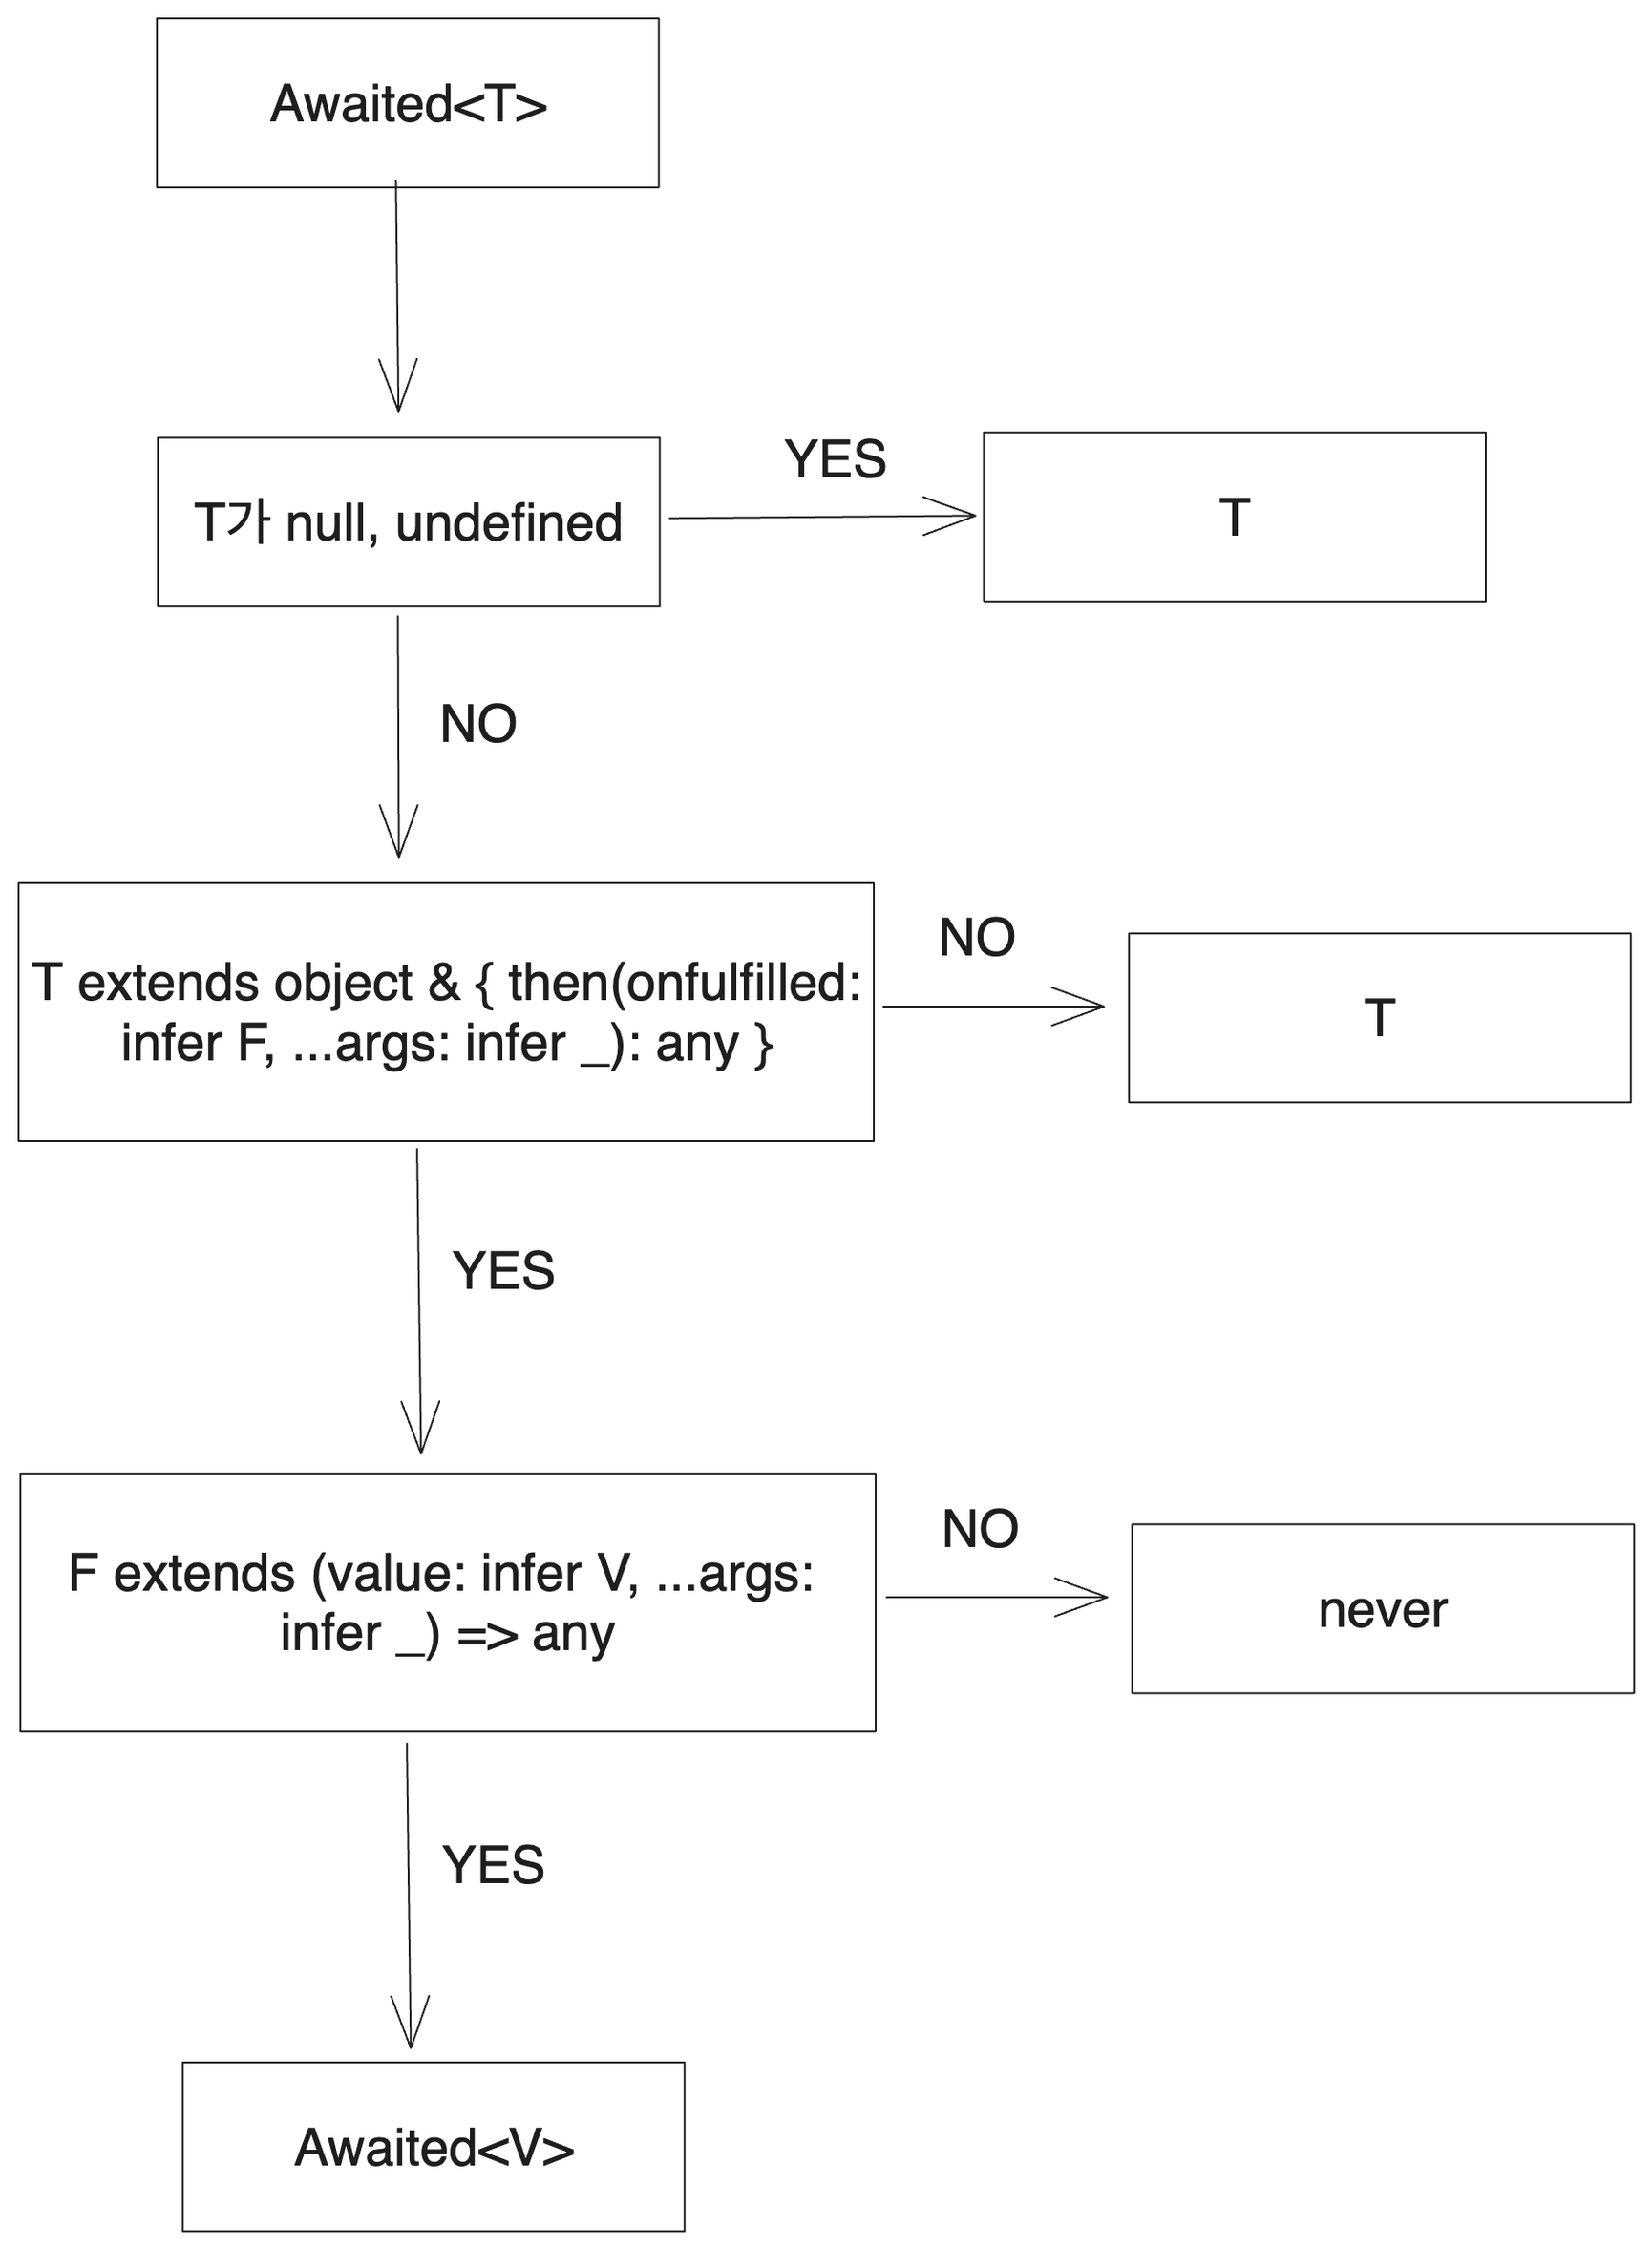 Awaited<T>
T가 null, undefined
YES
T
NO
T extends object & { then(onfulfilled:
infer F, ...args: infer _): any }
NO
T
YES
F extends (value: infer V, ...args:
infer _) => any
NO
never
YES
Awaited<V>